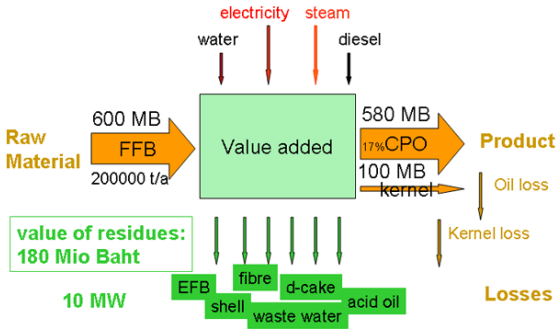 electricity steam
water diesel
600 MB
580 MB
Raw
Material
FFB
Value added
17%CPO
Product
200000 t/a
100 MB
kernel
Oil loss
value of residues:
180 Mio Baht
Kernel loss
10 MW
EFB
fibre
d-cake
shell
acid oil
waste water
Losses